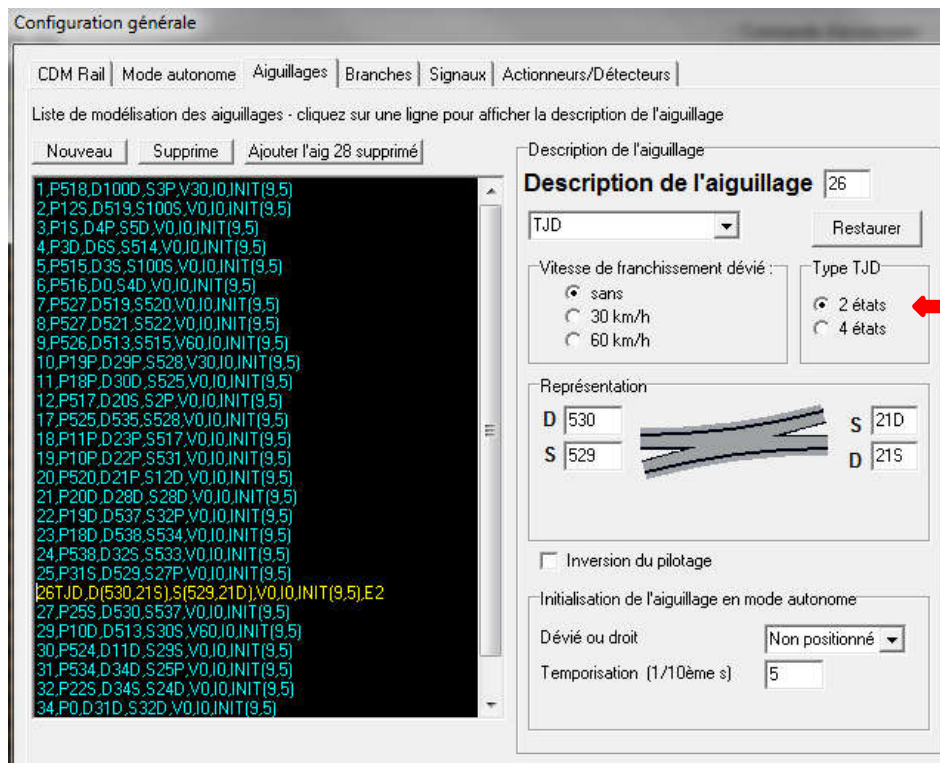 Configuration générale
CDM Rail Mode autonome Aiguillages Branches Signaux Actionneurs/Détecteurs
Liste de modélisation des aiguillages - cliquez sur une ligne pour afficher la description de l'aiguillage
Nouveau Supprime Ajouter l'aig 28 supprimé
1,P518,D100D,S3P,V30,I0,INIT(9,5)
2,P12S,D519,S100S,V0,I0,INIT(9,5)
3,P1S,D4P,S5D,V0,I0,INIT(9,5)
4,P3D,D6S,S514,V0,I0,INIT(9,5)
5,P515,D3S,S100S,V0,I0,INIT(9,5)
6,P516,D0,S4D,V0,I0,INIT(9,5)
7,P527,D519,S520,V0,I0,INIT(9,5)
8,P527,D521,S522,V0,I0,INIT(9,5)
9,P526,D513,S515,V60,I0,INIT(9,5)
10,P19P,D29P,S528,V30,I0,INIT(9,5)
11,P18P,D30D,S525,V0,I0,INIT(9,5)
12,P517,D20S,S2P,V0,I0,INIT(9,5)
17,P525,D535,S528,V0,I0,INIT(9,5)
18,P11P,D23P,S517,V0,I0,INIT(9,5)
19,P10P,D22P,S531,V0,I0,INIT(9,5)
20,P520,D21P,S12D,V0,I0,INIT(9,5)
21,P20D,D28D,S28D,V0,I0,INIT(9,5)
22,P19D,D537,S32P,V0,I0,INIT(9,5)
23,P18D,D538,S534,V0,I0,INIT(9,5)
24,P538,D32S,S533,V0,I0,INIT(9,5)
25,P31S,D529,S27P,V0,I0,INIT(9,5)
26TJD,D(530,21S),S(529,21D),V0,I0,INIT(9,5),E2
27,P25S,D530,S537,V0,I0,INIT(9,5)
29,P10D,D513,S30S,V60,I0,INIT(9,5)
30,P524,D11D,S29S,V0,I0,INIT(9,5)
31,P534,D34D,S25P,V0,I0,INIT(9,5)
32,P22S,D34S,S24D,V0,I0,INIT(9,5)
34,P0,D31D,S32D,V0,I0,INIT(9,5)
Description de l'aiguillage
Description de l'aiguillage 26
TJD Restaurer
Vitesse de franchissement dévié :
sans
30 km/h
60 km/h
Type TJD
2 états
4 états
Représentation
D 530 S 21D
S 529 D 21S
Inversion du pilotage
Initialisation de l'aiguillage en mode autonome
Dévié ou droit Non positionné
Temporisation (1/10ème s) 5